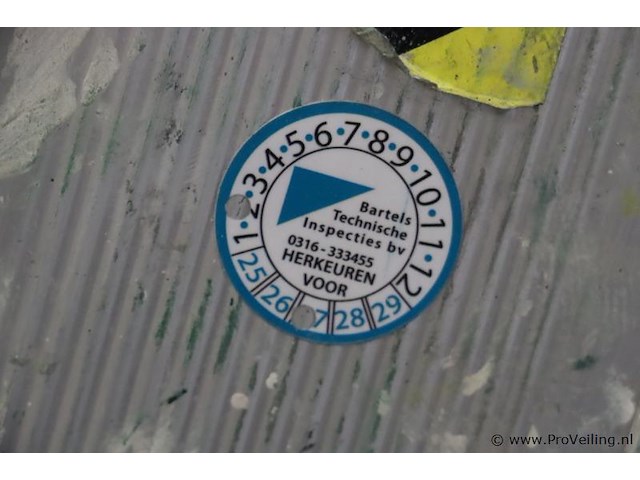 1•2•3•4•5•6•7•8•9•10•11•12
Bartels
Technische
Inspecties bv
0316-333455
HERKEUREN
VOOR
25 26 7 28 29
© www.ProVeiling.nl